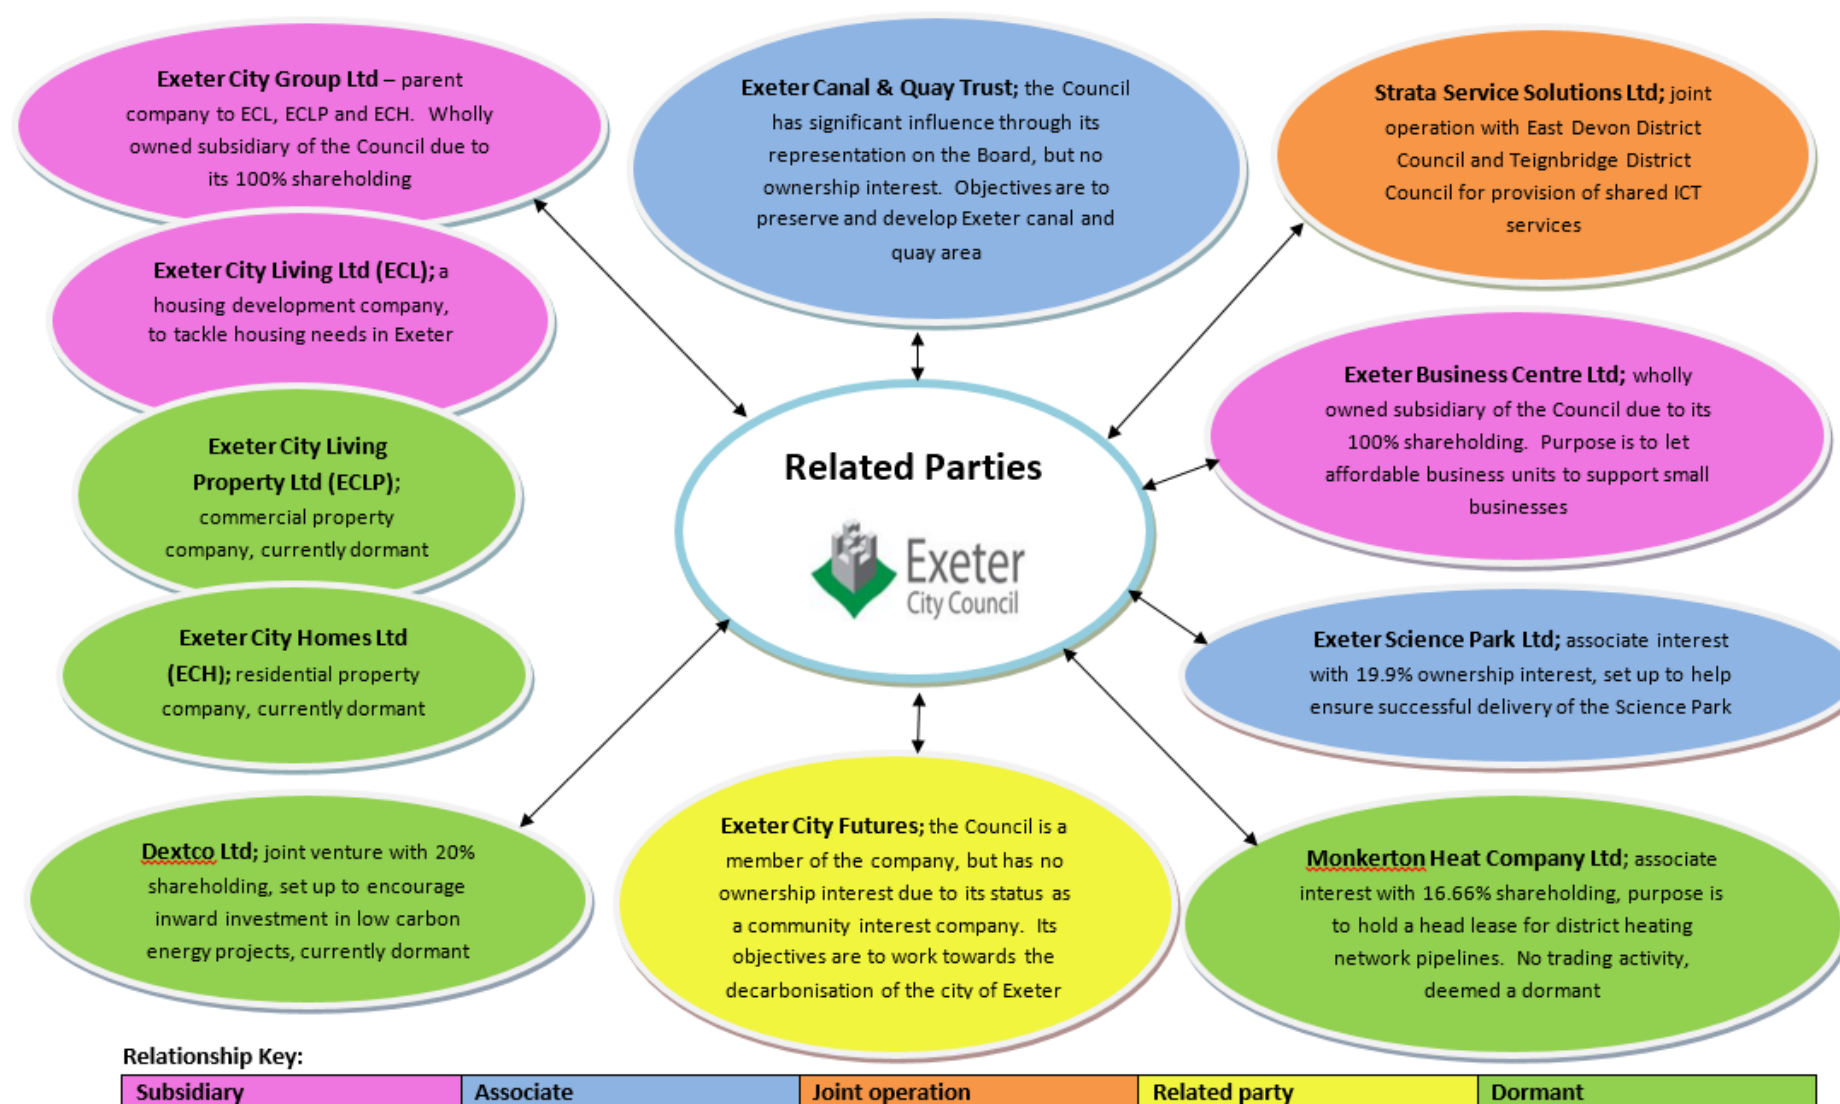 Exeter City Group Ltd – parent
company to ECL, ECLP and ECH. Wholly
owned subsidiary of the Council due to
its 100% shareholding
Exeter City Living Ltd (ECL); a
housing development company,
to tackle housing needs in Exeter
Exeter City Living
Property Ltd (ECLP);
commercial property
company, currently dormant
Exeter City Homes Ltd
(ECH); residential property
company, currently dormant
Dextco Ltd; joint venture with 20%
shareholding, set up to encourage
inward investment in low carbon
energy projects, currently dormant
Exeter Canal & Quay Trust; the Council
has significant influence through its
representation on the Board, but no
ownership interest. Objectives are to
preserve and develop Exeter canal and
quay area
Related Parties
Exeter
City Council
Exeter City Futures; the Council is a
member of the company, but has no
ownership interest due to its status as
a community interest company. Its
objectives are to work towards the
decarbonisation of the city of Exeter
Strata Service Solutions Ltd; joint
operation with East Devon District
Council and Teignbridge District
Council for provision of shared ICT
services
Exeter Business Centre Ltd; wholly
owned subsidiary of the Council due to its
100% shareholding. Purpose is to let
affordable business units to support small
businesses
Exeter Science Park Ltd; associate interest
with 19.9% ownership interest, set up to help
ensure successful delivery of the Science Park
Monkerton Heat Company Ltd; associate
interest with 16.66% shareholding, purpose is
to hold a head lease for district heating
network pipelines. No trading activity,
deemed a dormant
Relationship Key:
Subsidiary Associate Joint operation Related party Dormant